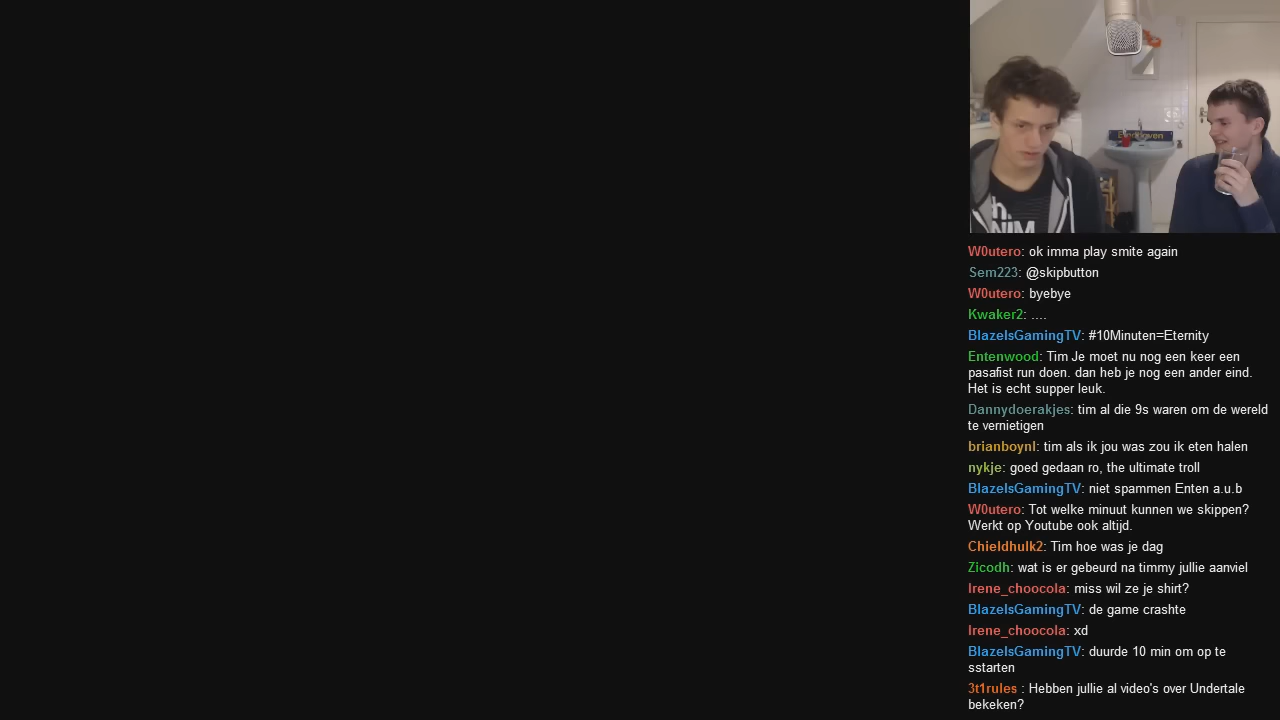 Eindhoven
W0utero: ok imma play smite again
Sem223: @skipbutton
W0utero: byebye
Kwaker2: ....
BlazeIsGamingTV: #10Minuten=Eternity
Entenwood: Tim Je moet nu nog een keer een
pasafist run doen. dan heb je nog een ander eind.
Het is echt supper leuk.
Dannydoerakjes: tim al die 9s waren om de wereld
te vernietigen
brianboynl: tim als ik jou was zou ik eten halen
nykje: goed gedaan ro, the ultimate troll
BlazeIsGamingTV: niet spammen Enten a.u.b
W0utero: Tot welke minuut kunnen we skippen?
Werkt op Youtube ook altijd.
Chieldhulk2: Tim hoe was je dag
Zicodh: wat is er gebeurd na timmy jullie aanviel
Irene_choocola: miss wil ze je shirt?
BlazeIsGamingTV: de game crashte
Irene_choocola: xd
BlazeIsGamingTV: duurde 10 min om op te
sstarten
3t1rules : Hebben jullie al video's over Undertale
bekeken?